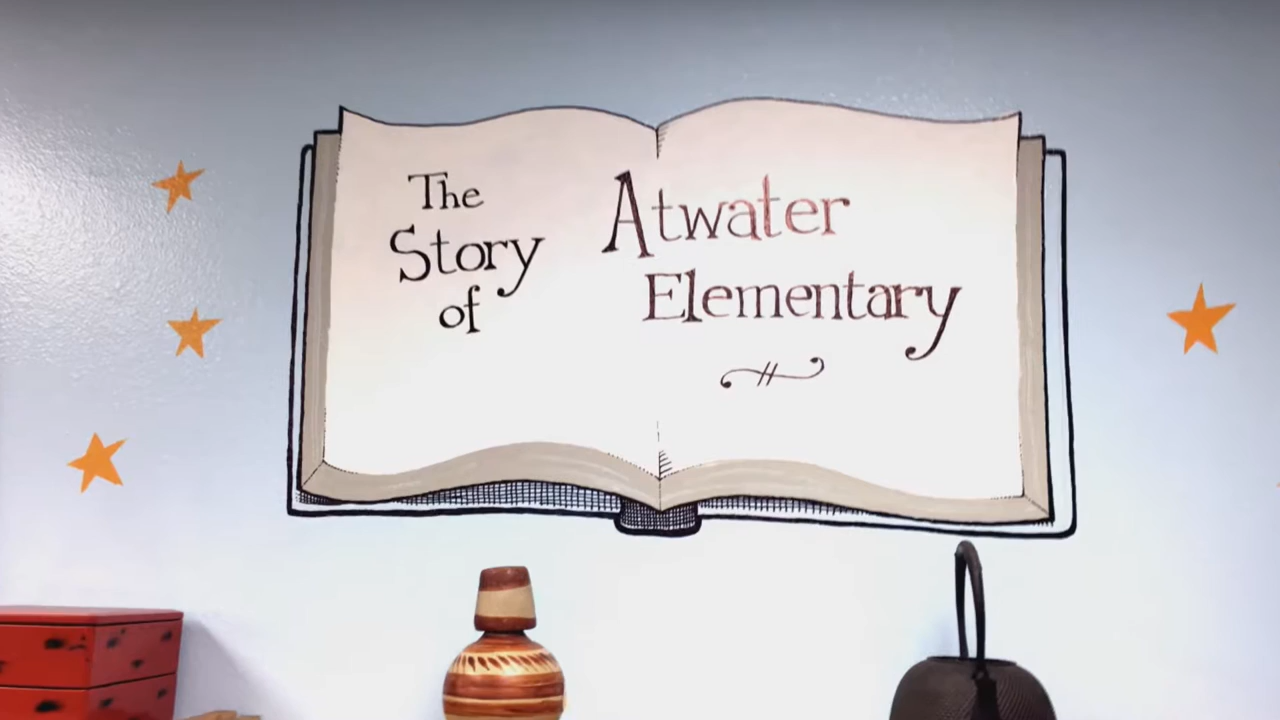 The
Story
of
Atwater
Elementary